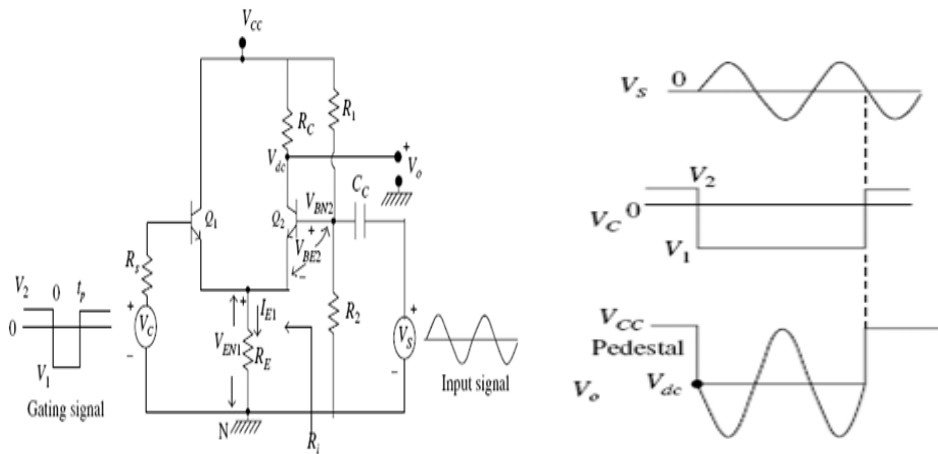 V_CC
R_C
R_1
V_dc
+
V_o
C_C
V_BN2
Q_1
Q_2
+
V_BE2
−
R_s
V_2
0
t_p
0
V_1
+
V_C
−
Gating signal
+
I_E1
V_EN1
R_E
R_2
+
V_S
−
Input signal
N
R_i
V_S
0
V_2
V_C
0
V_1
V_CC
Pedestal
V_o
V_dc